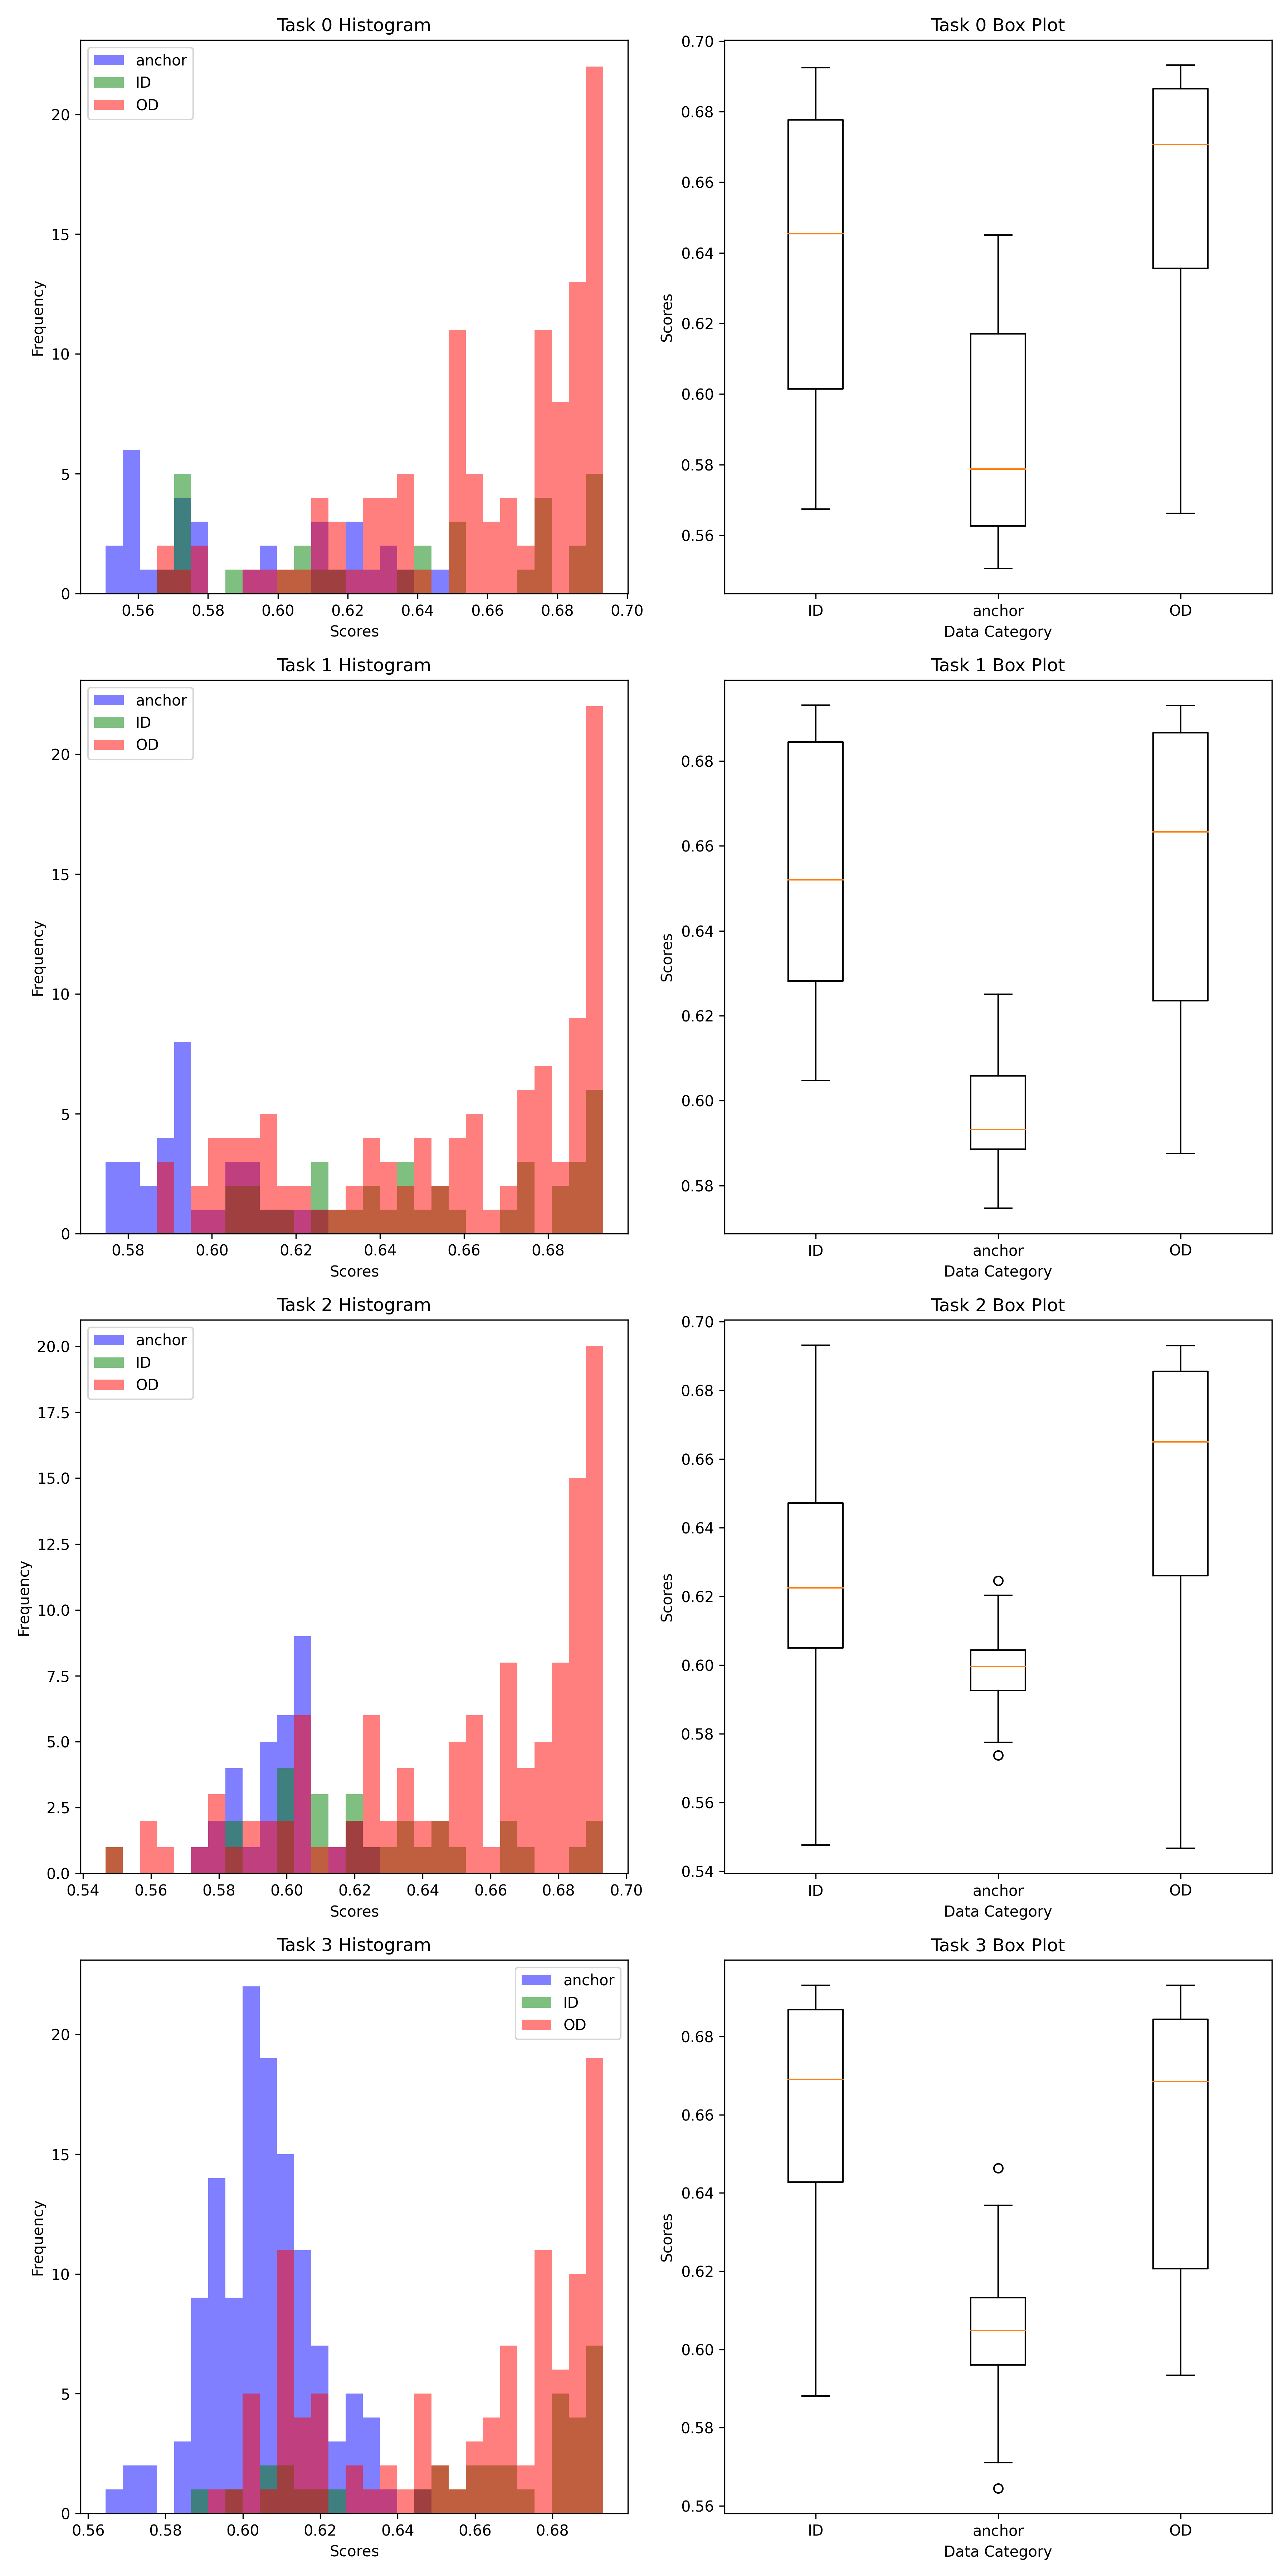 Task 0 Histogram
Frequency
20
15
10
5
0
0.56 0.58 0.60 0.62 0.64 0.66 0.68 0.70
Scores
anchor
ID
OD
Task 0 Box Plot
Scores
0.70
0.68
0.66
0.64
0.62
0.60
0.58
0.56
ID anchor OD
Data Category
Task 1 Histogram
Frequency
20
15
10
5
0
0.58 0.60 0.62 0.64 0.66 0.68
Scores
anchor
ID
OD
Task 1 Box Plot
Scores
0.68
0.66
0.64
0.62
0.60
0.58
ID anchor OD
Data Category
Task 2 Histogram
Frequency
20.0
17.5
15.0
12.5
10.0
7.5
5.0
2.5
0.0
0.54 0.56 0.58 0.60 0.62 0.64 0.66 0.68 0.70
Scores
anchor
ID
OD
Task 2 Box Plot
Scores
0.70
0.68
0.66
0.64
0.62
0.60
0.58
0.56
0.54
ID anchor OD
Data Category
Task 3 Histogram
Frequency
20
15
10
5
0
0.56 0.58 0.60 0.62 0.64 0.66 0.68
Scores
anchor
ID
OD
Task 3 Box Plot
Scores
0.68
0.66
0.64
0.62
0.60
0.58
0.56
ID anchor OD
Data Category